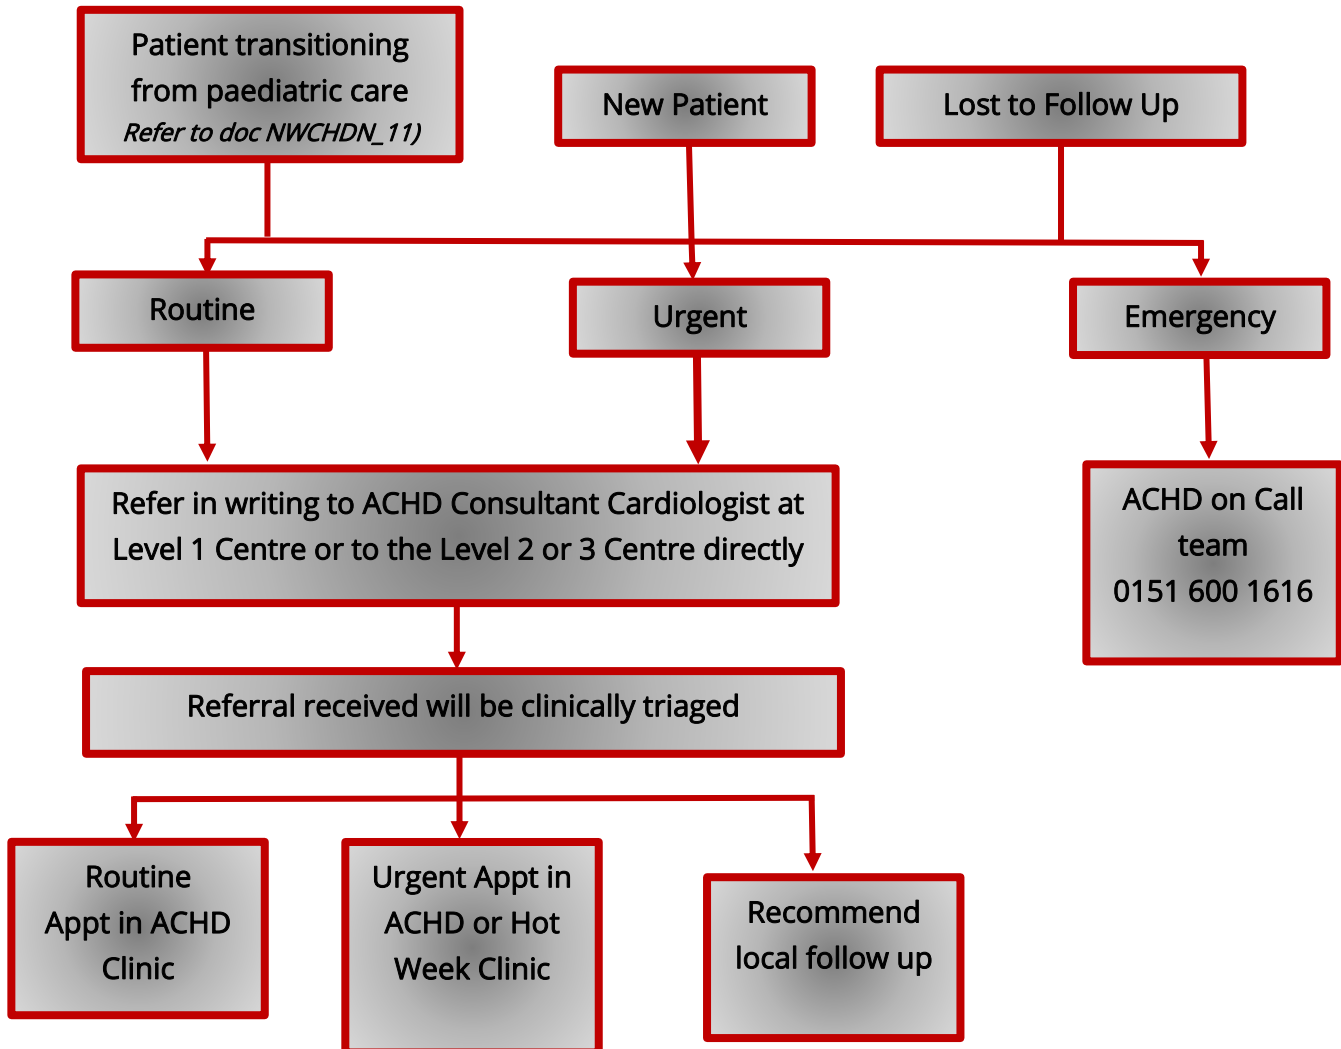 Patient transitioning
from paediatric care
Refer to doc NWCHDN_11)
New Patient
Lost to Follow Up
Routine
Urgent
Emergency
Refer in writing to ACHD Consultant Cardiologist at
Level 1 Centre or to the Level 2 or 3 Centre directly
ACHD on Call
team
0151 600 1616
Referral received will be clinically triaged
Routine
Appt in ACHD
Clinic
Urgent Appt in
ACHD or Hot
Week Clinic
Recommend
local follow up